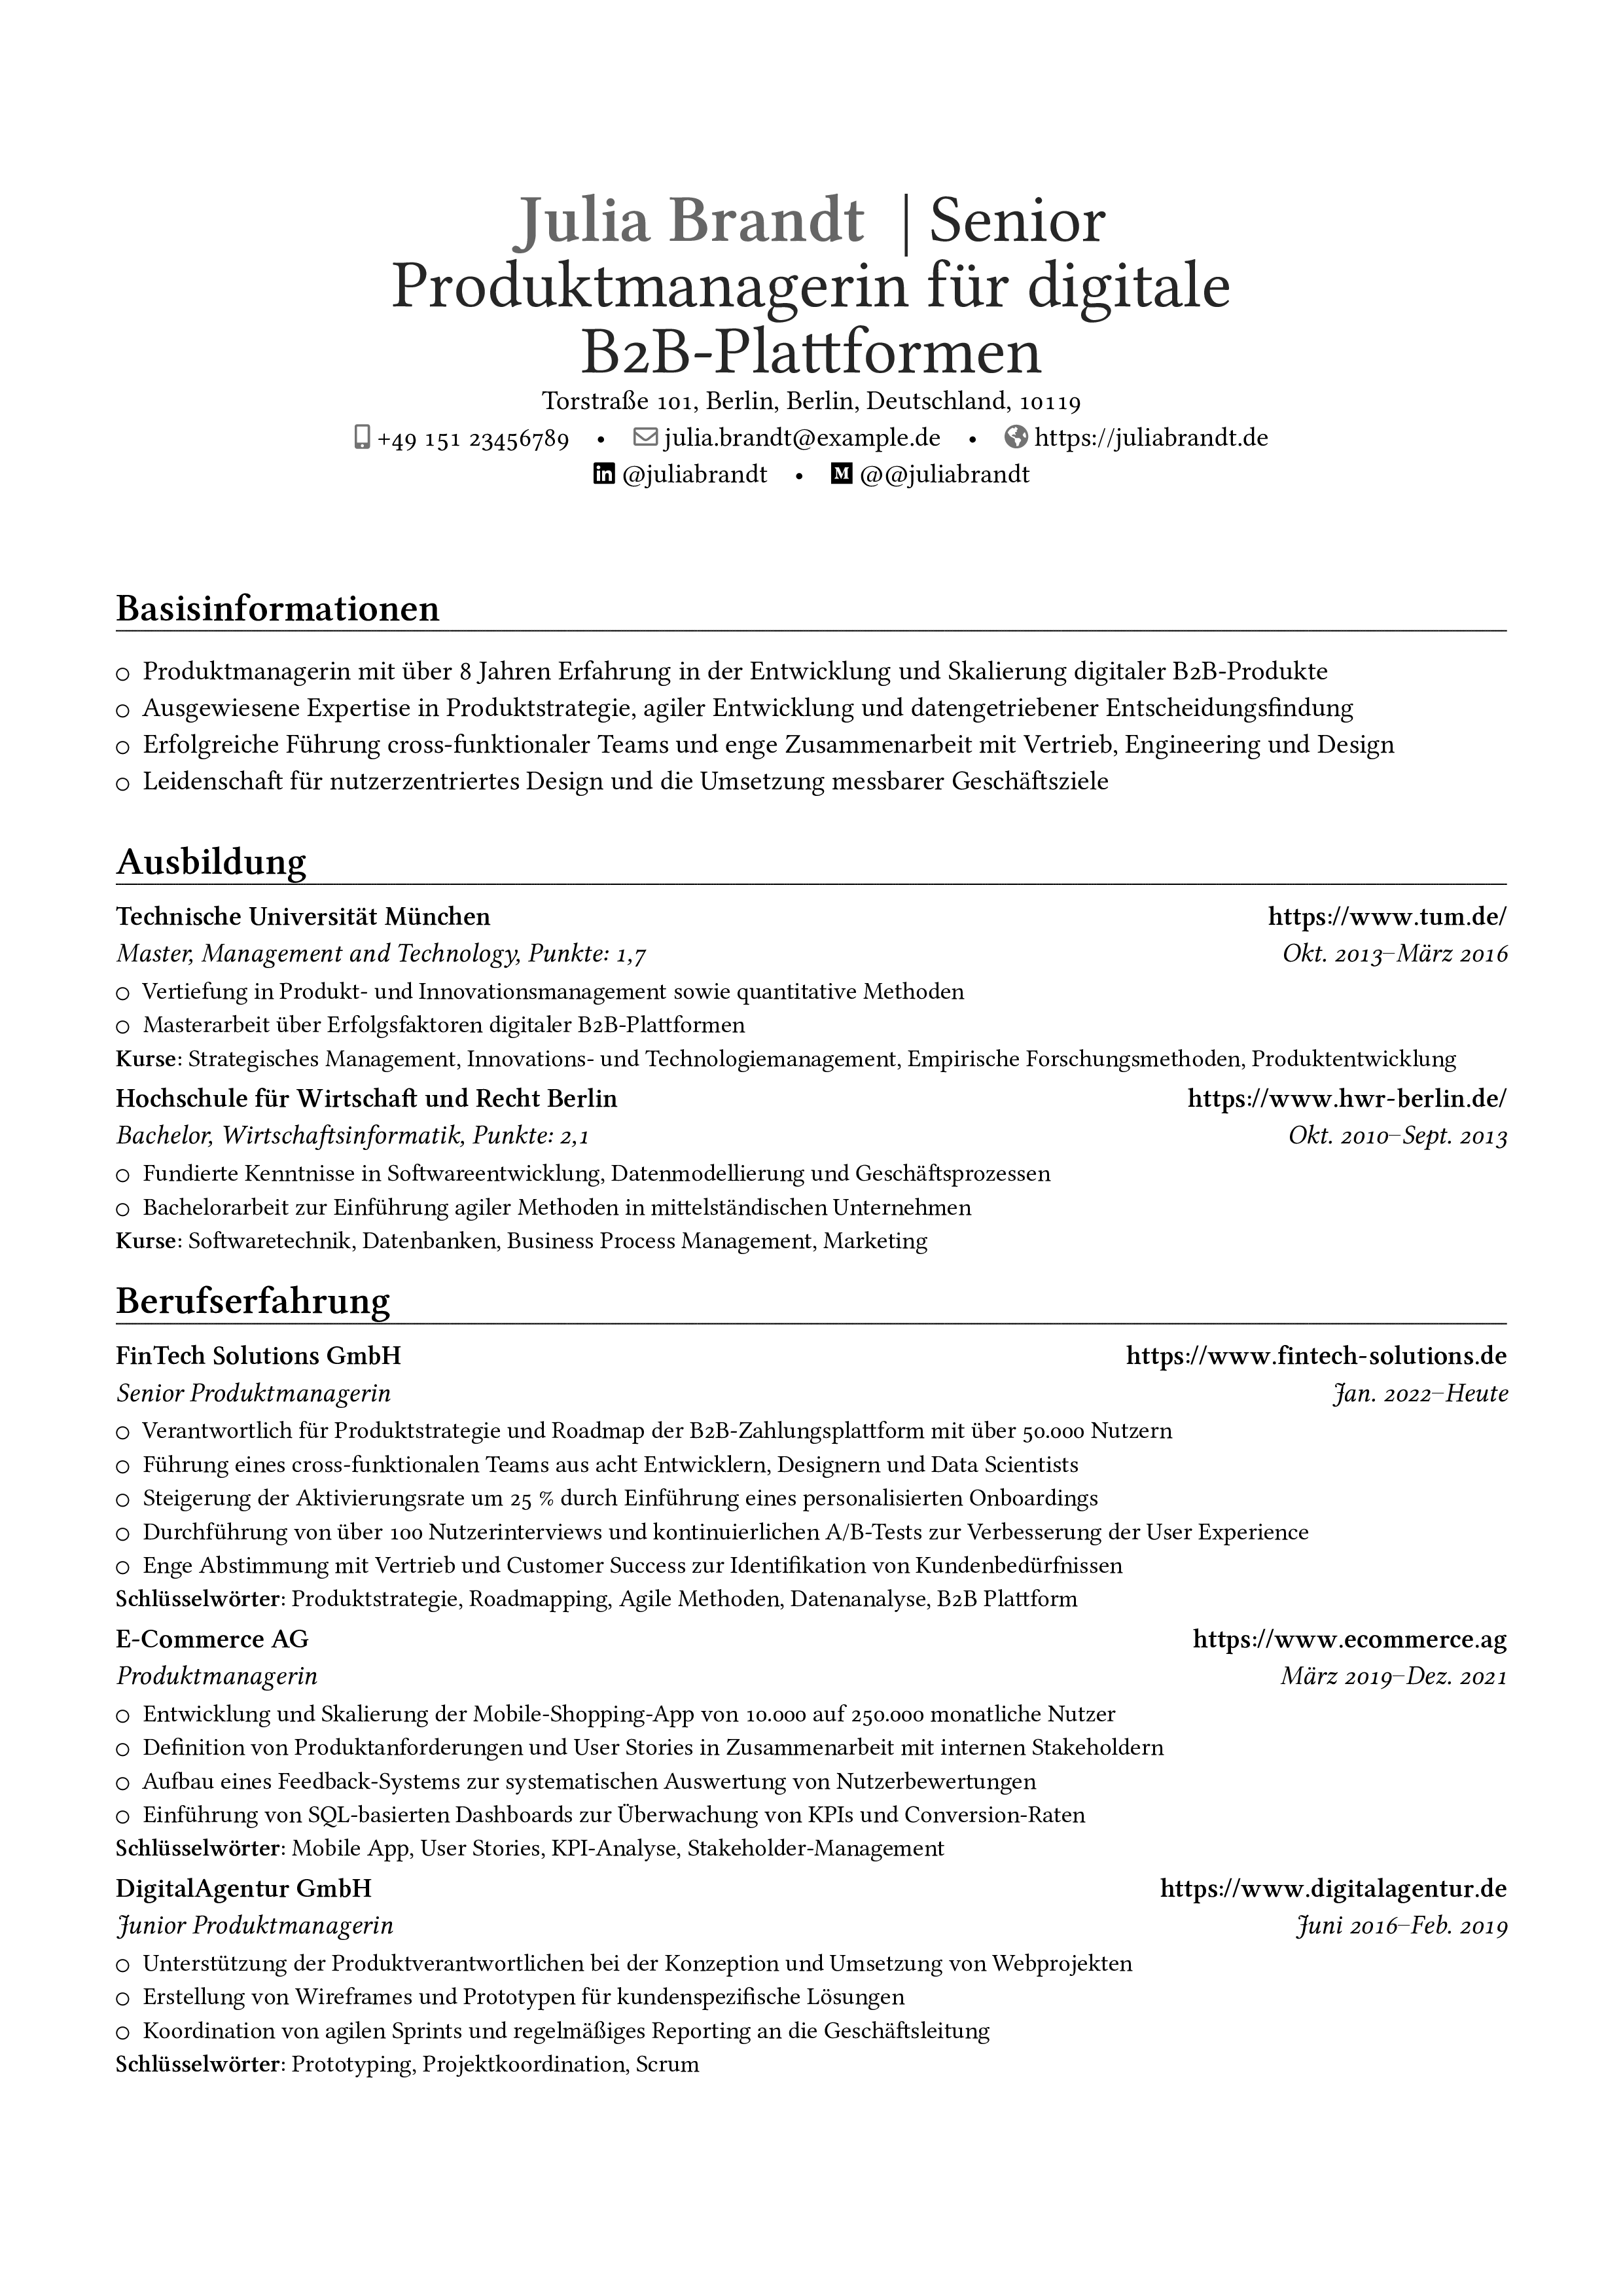 Julia Brandt | Senior
Produktmanagerin für digitale
B2B-Plattformen
Torstraße 101, Berlin, Berlin, Deutschland, 10119
+49 151 23456789 • julia.brandt@example.de • https://juliabrandt.de
@juliabrandt • @@juliabrandt
Basisinformationen
○ Produktmanagerin mit über 8 Jahren Erfahrung in der Entwicklung und Skalierung digitaler B2B-Produkte
○ Ausgewiesene Expertise in Produktstrategie, agiler Entwicklung und datengetriebener Entscheidungsfindung
○ Erfolgreiche Führung cross-funktionaler Teams und enge Zusammenarbeit mit Vertrieb, Engineering und Design
○ Leidenschaft für nutzerzentriertes Design und die Umsetzung messbarer Geschäftsziele
Ausbildung
Technische Universität München https://www.tum.de/
Master, Management and Technology, Punkte: 1,7 Okt. 2013–März 2016
○ Vertiefung in Produkt- und Innovationsmanagement sowie quantitative Methoden
○ Masterarbeit über Erfolgsfaktoren digitaler B2B-Plattformen
Kurse: Strategisches Management, Innovations- und Technologiemanagement, Empirische Forschungsmethoden, Produktentwicklung
Hochschule für Wirtschaft und Recht Berlin https://www.hwr-berlin.de/
Bachelor, Wirtschaftsinformatik, Punkte: 2,1 Okt. 2010–Sept. 2013
○ Fundierte Kenntnisse in Softwareentwicklung, Datenmodellierung und Geschäftsprozessen
○ Bachelorarbeit zur Einführung agiler Methoden in mittelständischen Unternehmen
Kurse: Softwaretechnik, Datenbanken, Business Process Management, Marketing
Berufserfahrung
FinTech Solutions GmbH https://www.fintech-solutions.de
Senior Produktmanagerin Jan. 2022–Heute
○ Verantwortlich für Produktstrategie und Roadmap der B2B-Zahlungsplattform mit über 50.000 Nutzern
○ Führung eines cross-funktionalen Teams aus acht Entwicklern, Designern und Data Scientists
○ Steigerung der Aktivierungsrate um 25 % durch Einführung eines personalisierten Onboardings
○ Durchführung von über 100 Nutzerinterviews und kontinuierlichen A/B-Tests zur Verbesserung der User Experience
○ Enge Abstimmung mit Vertrieb und Customer Success zur Identifikation von Kundenbedürfnissen
Schlüsselwörter: Produktstrategie, Roadmapping, Agile Methoden, Datenanalyse, B2B Plattform
E-Commerce AG https://www.ecommerce.ag
Produktmanagerin März 2019–Dez. 2021
○ Entwicklung und Skalierung der Mobile-Shopping-App von 10.000 auf 250.000 monatliche Nutzer
○ Definition von Produktanforderungen und User Stories in Zusammenarbeit mit internen Stakeholdern
○ Aufbau eines Feedback-Systems zur systematischen Auswertung von Nutzerbewertungen
○ Einführung von SQL-basierten Dashboards zur Überwachung von KPIs und Conversion-Raten
Schlüsselwörter: Mobile App, User Stories, KPI-Analyse, Stakeholder-Management
DigitalAgentur GmbH https://www.digitalagentur.de
Junior Produktmanagerin Juni 2016–Feb. 2019
○ Unterstützung der Produktverantwortlichen bei der Konzeption und Umsetzung von Webprojekten
○ Erstellung von Wireframes und Prototypen für kundenspezifische Lösungen
○ Koordination von agilen Sprints und regelmäßiges Reporting an die Geschäftsleitung
Schlüsselwörter: Prototyping, Projektkoordination, Scrum